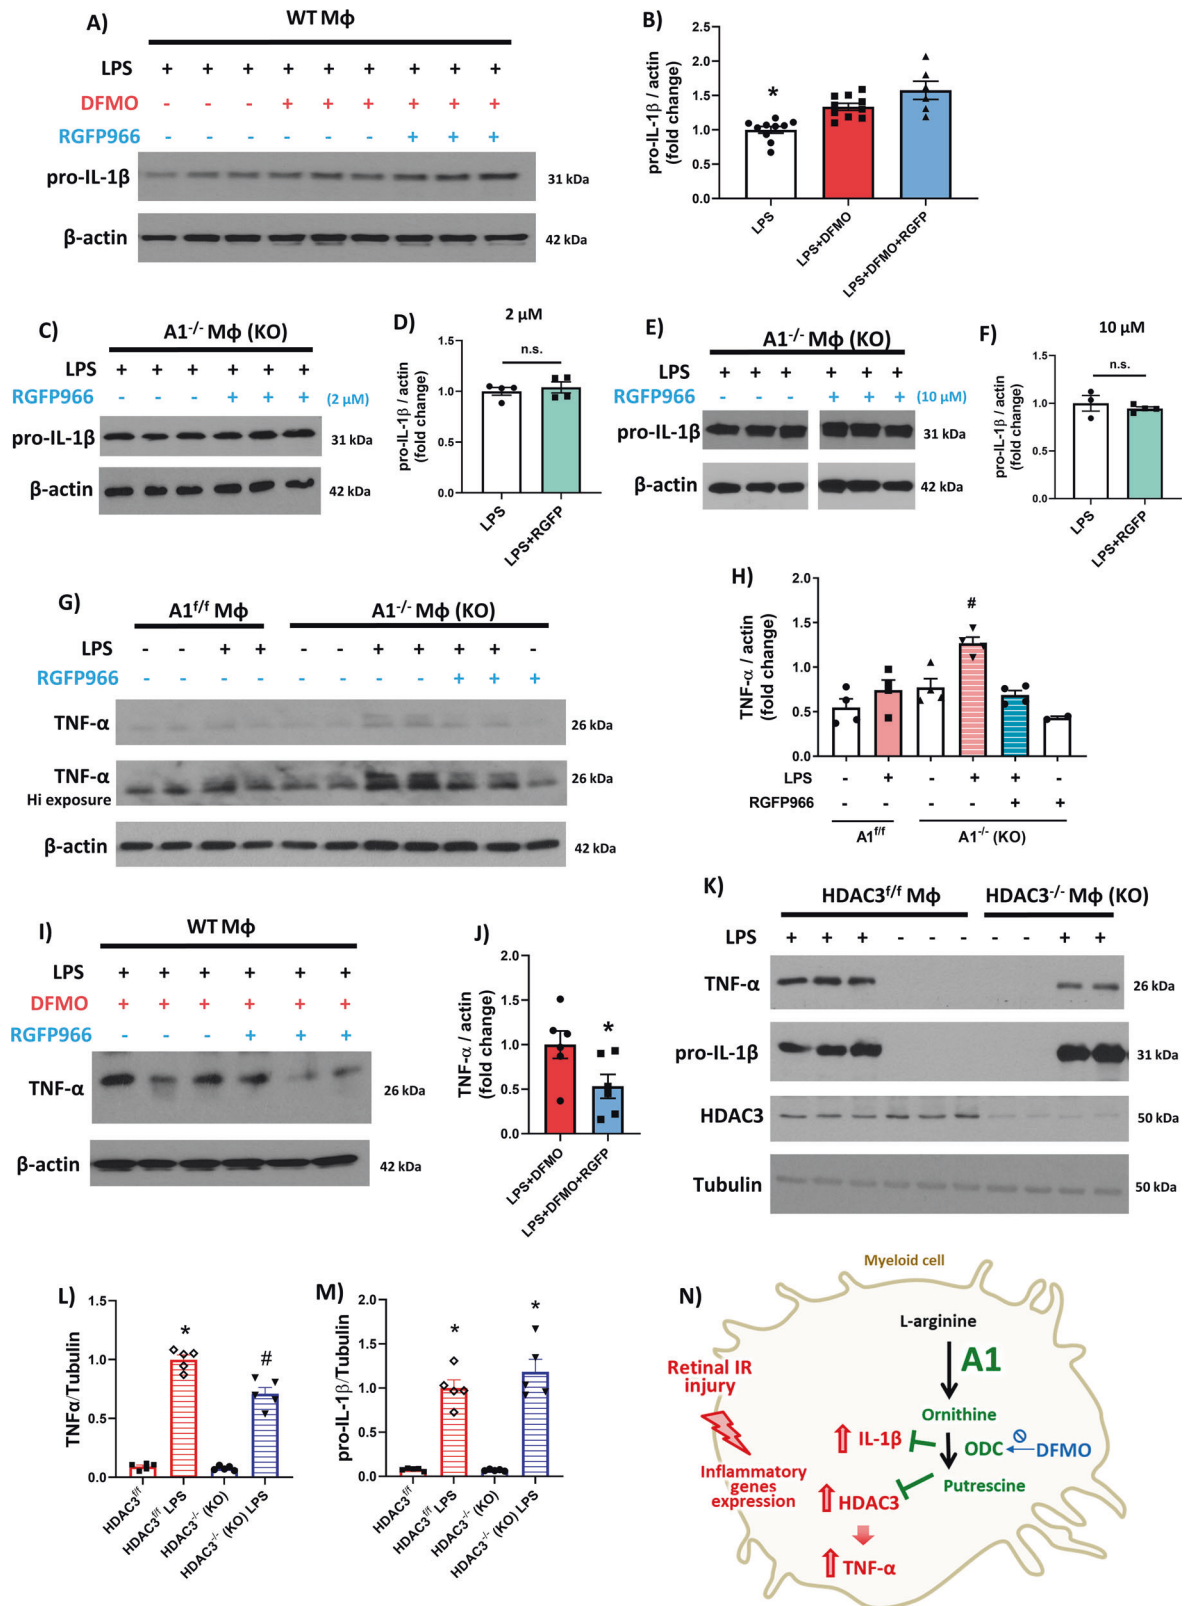 A)
WT Mϕ
LPS + + + + + + + + +
DFMO - - - + + + + + +
RGFP966 - - - - - - + + +
pro-IL-1β 31 kDa
β-actin 42 kDa
B)
pro-IL-1β / actin
(fold change)
2.5
2.0
1.5
1.0
0.5
0.0
*
LPS
LPS+DFMO
LPS+DFMO+RGFP
C)
A1-/- Mϕ (KO)
LPS + + + + + +
RGFP966 - - - + + + (2 µM)
pro-IL-1β 31 kDa
β-actin 42 kDa
D)
2 µM
pro-IL-1β / actin
(fold change)
1.5
1.0
0.5
0.0
n.s.
LPS
LPS+RGFP
E)
A1-/- Mϕ (KO)
LPS + + + + + +
RGFP966 - - - + + + (10 µM)
pro-IL-1β 31 kDa
β-actin 42 kDa
F)
10 µM
pro-IL-1β / actin
(fold change)
1.5
1.0
0.5
0.0
n.s.
LPS
LPS+RGFP
G)
A1f/f Mϕ A1-/- Mϕ (KO)
LPS - - + + - - + + + + -
RGFP966 - - - - - - - - + + +
TNF-α 26 kDa
TNF-α 26 kDa
Hi exposure
β-actin 42 kDa
H)
TNF-α / actin
(fold change)
2.0
1.5
1.0
0.5
0.0
#
LPS - + - + + -
RGFP966 - - - - + +
A1f/f A1-/- (KO)
I)
WT Mϕ
LPS + + + + + +
DFMO + + + + + +
RGFP966 - - - + + +
TNF-α 26 kDa
β-actin 42 kDa
J)
TNF-α / actin
(fold change)
2.0
1.5
1.0
0.5
0.0
*
LPS+DFMO
LPS+DFMO+RGFP
K)
HDAC3f/f Mϕ HDAC3-/- Mϕ (KO)
LPS + + + - - - - - + +
TNF-α 26 kDa
pro-IL-1β 31 kDa
HDAC3 50 kDa
Tubulin 50 kDa
L)
TNFα/Tubulin
1.5
1.0
0.5
0.0
* #
HDAC3f/f
HDAC3f/f LPS
HDAC3-/- (KO)
HDAC3-/- (KO) LPS
M)
pro-IL-1β/Tubulin
2.0
1.5
1.0
0.5
0.0
* *
HDAC3f/f
HDAC3f/f LPS
HDAC3-/- (KO)
HDAC3-/- (KO) LPS
N)
Myeloid cell
L-arginine
A1
Retinal IR
injury
Ornithine
IL-1β
ODC
DFMO
Inflammatory
genes
expression
Putrescine
HDAC3
TNF-α